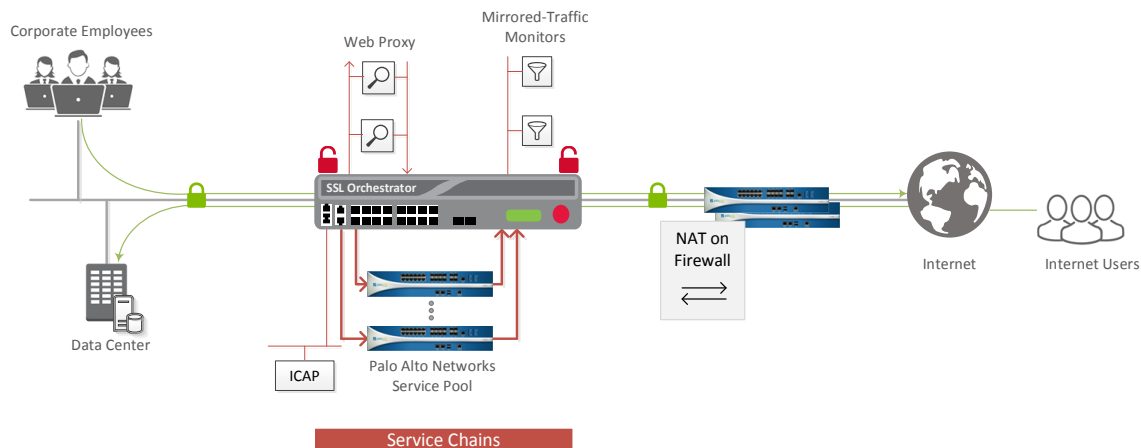 Corporate Employees
Web Proxy
Mirrored-Traffic
Monitors
SSL Orchestrator
NAT on
Firewall
Internet
Internet Users
Data Center
ICAP
Palo Alto Networks
Service Pool
Service Chains